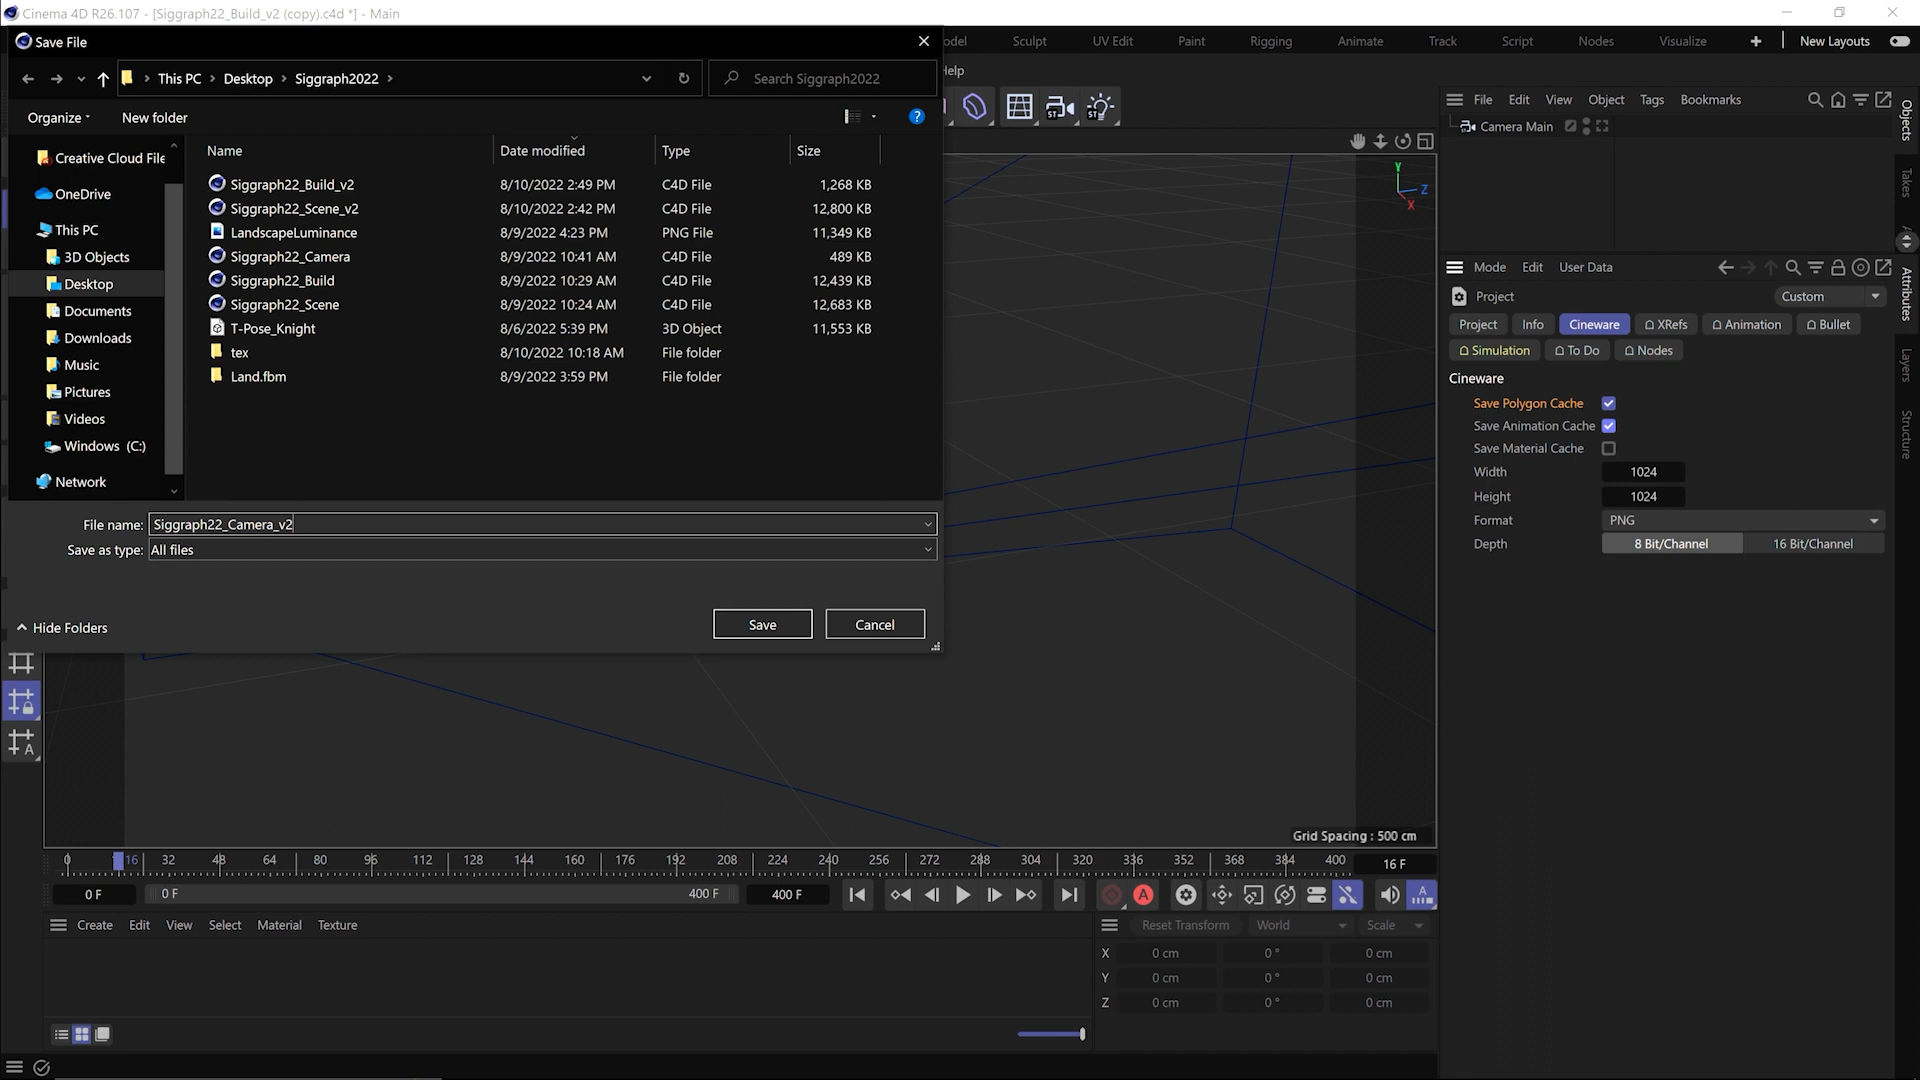 Cinema 4D R26.107 - [Siggraph22_Build_v2 (copy).c4d *] - Main
Save File
odel Sculpt UV Edit Paint Rigging Animate Track Script Nodes Visualize + New Layouts
This PC > Desktop > Siggraph2022 >
Search Siggraph2022
elp
Organize New folder
Name Date modified Type Size
Creative Cloud File
OneDrive
This PC
3D Objects
Desktop
Documents
Downloads
Music
Pictures
Videos
Windows (C:)
Network
Siggraph22_Build_v2 8/10/2022 2:49 PM C4D File 1,268 KB
Siggraph22_Scene_v2 8/10/2022 2:42 PM C4D File 12,800 KB
LandscapeLuminance 8/9/2022 4:23 PM PNG File 11,349 KB
Siggraph22_Camera 8/9/2022 10:41 AM C4D File 489 KB
Siggraph22_Build 8/9/2022 10:29 AM C4D File 12,439 KB
Siggraph22_Scene 8/9/2022 10:24 AM C4D File 12,683 KB
T-Pose_Knight 8/6/2022 5:39 PM 3D Object 11,553 KB
tex 8/10/2022 10:18 AM File folder
Land.fbm 8/9/2022 3:59 PM File folder
File name: Siggraph22_Camera_v2
Save as type: All files
Hide Folders
Save Cancel
ST ST
Y
Z
X
File Edit View Object Tags Bookmarks
Camera Main
Objects
Takes
Attributes
Layers
Structure
Mode Edit User Data
Project Custom
Project Info Cineware XRefs Animation Bullet
Simulation To Do Nodes
Cineware
Save Polygon Cache
Save Animation Cache
Save Material Cache
Width 1024
Height 1024
Format PNG
Depth 8 Bit/Channel 16 Bit/Channel
Grid Spacing : 500 cm
0 16 32 48 64 80 96 112 128 144 160 176 192 208 224 240 256 272 288 304 320 336 352 368 384 400 16 F
0 F 0 F 400 F 400 F
A
A
Create Edit View Select Material Texture
Reset Transform World Scale
X 0 cm 0 ° 0 cm
Y 0 cm 0 ° 0 cm
Z 0 cm 0 ° 0 cm